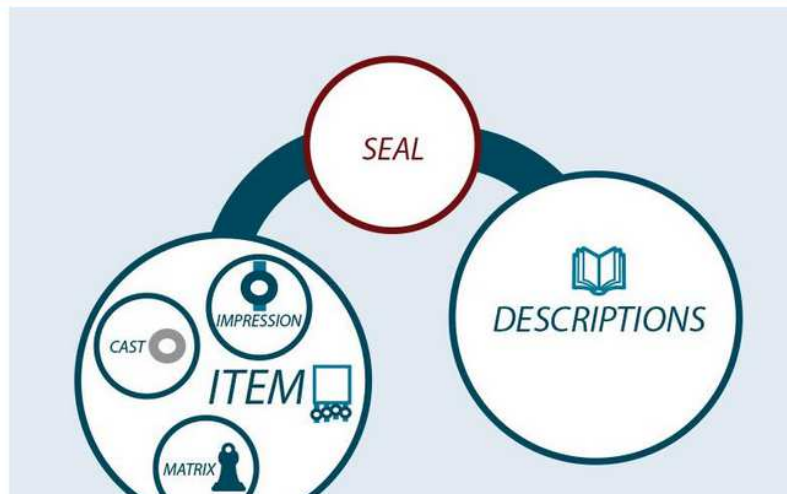 SEAL
IMPRESSION
CAST
ITEM
MATRIX
DESCRIPTIONS